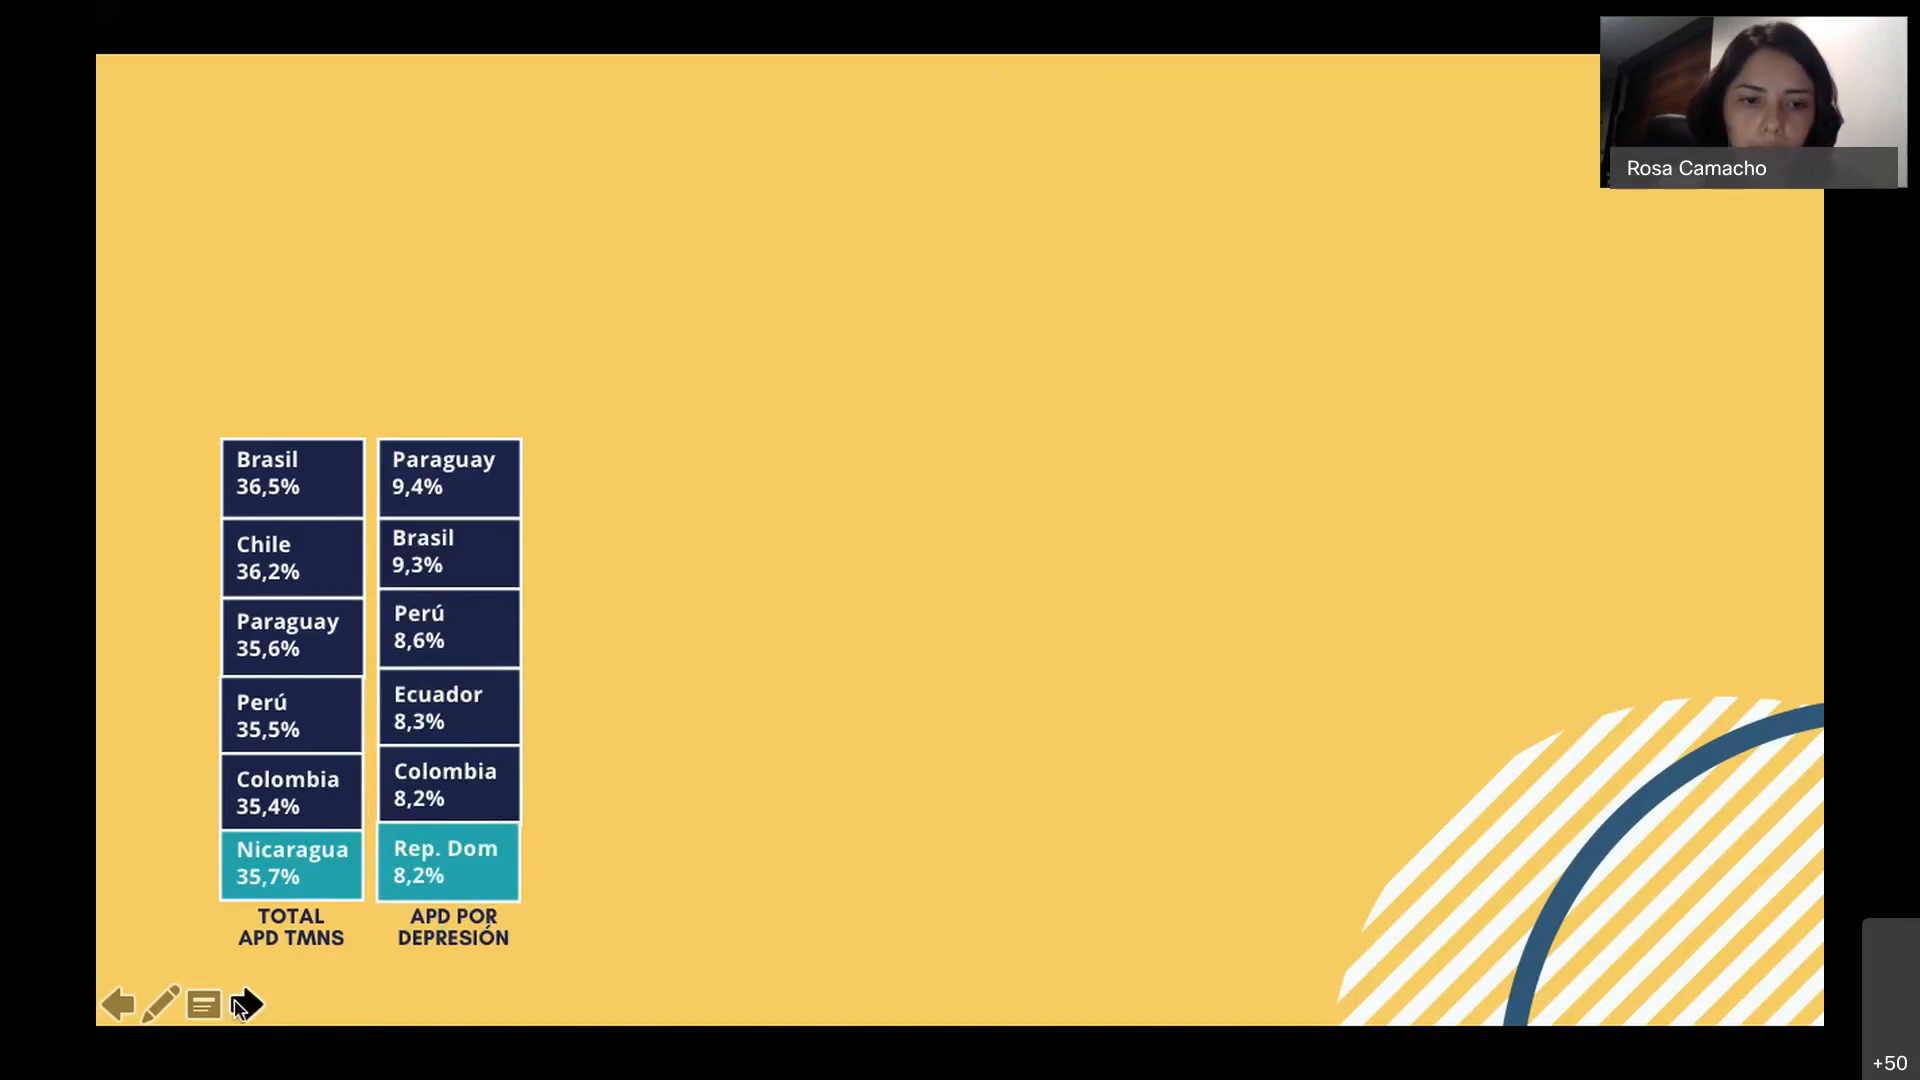 Rosa Camacho
Brasil
36,5%
Chile
36,2%
Paraguay
35,6%
Perú
35,5%
Colombia
35,4%
Nicaragua
35,7%
TOTAL
APD TMNS
Paraguay
9,4%
Brasil
9,3%
Perú
8,6%
Ecuador
8,3%
Colombia
8,2%
Rep. Dom
8,2%
APD POR
DEPRESIÓN
+50